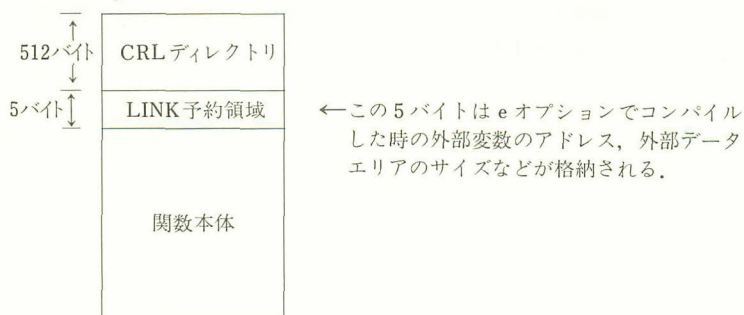 512バイト
CRLディレクトリ
5バイト
LINK予約領域
←この5バイトはeオプションでコンパイル
した時の外部変数のアドレス，外部データ
エリアのサイズなどが格納される．
関数本体